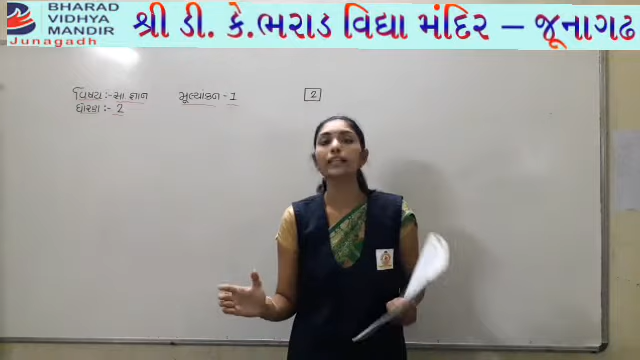 BHARAD
VIDHYA
MANDIR
Junagadh
શ્રી ડી. કે.ભરાડ વિદ્યા મંદિર – જૂનાગઢ
વિષય:- સા જ્ઞાન
મૂલ્યાંકન - 1
2
ધોરણ:- 2